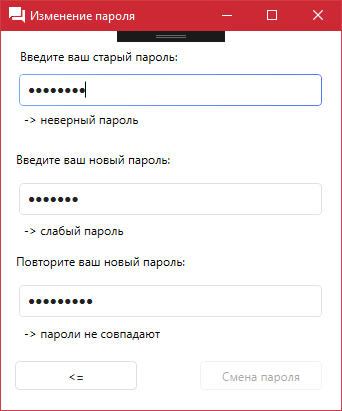 Изменение пароля
Введите ваш старый пароль:
●●●●●●●●
-> неверный пароль
Введите ваш новый пароль:
●●●●●●●
-> слабый пароль
Повторите ваш новый пароль:
●●●●●●●●●
-> пароли не совпадают
<= Смена пароля